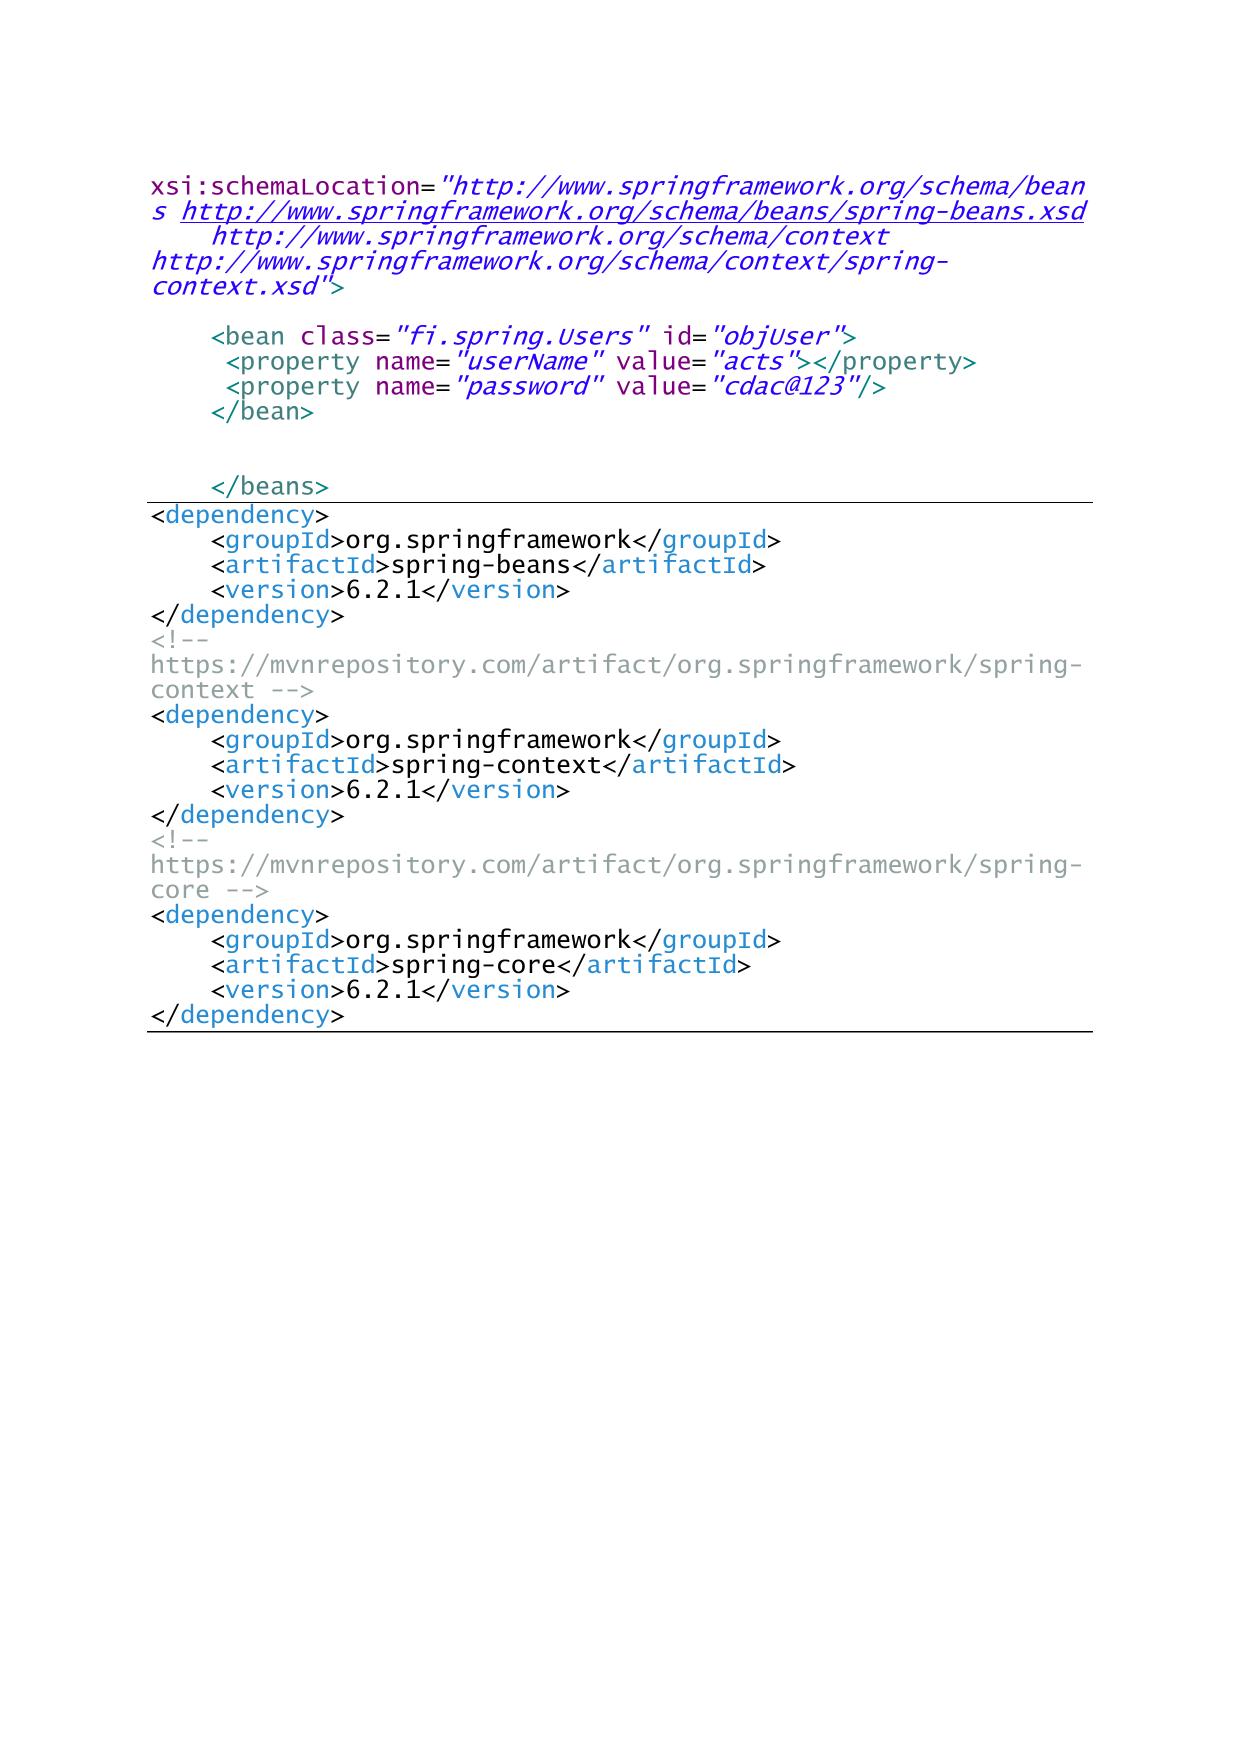 xsi:schemaLocation="http://www.springframework.org/schema/bean
s http://www.springframework.org/schema/beans/spring-beans.xsd
    http://www.springframework.org/schema/context
http://www.springframework.org/schema/context/spring-
context.xsd">
    <bean class="fi.spring.Users" id="objUser">
     <property name="userName" value="acts"></property>
     <property name="password" value="cdac@123"/>
    </bean>
    </beans>
<dependency>
    <groupId>org.springframework</groupId>
    <artifactId>spring-beans</artifactId>
    <version>6.2.1</version>
</dependency>
<!--
https://mvnrepository.com/artifact/org.springframework/spring-
context -->
<dependency>
    <groupId>org.springframework</groupId>
    <artifactId>spring-context</artifactId>
    <version>6.2.1</version>
</dependency>
<!--
https://mvnrepository.com/artifact/org.springframework/spring-
core -->
<dependency>
    <groupId>org.springframework</groupId>
    <artifactId>spring-core</artifactId>
    <version>6.2.1</version>
</dependency>